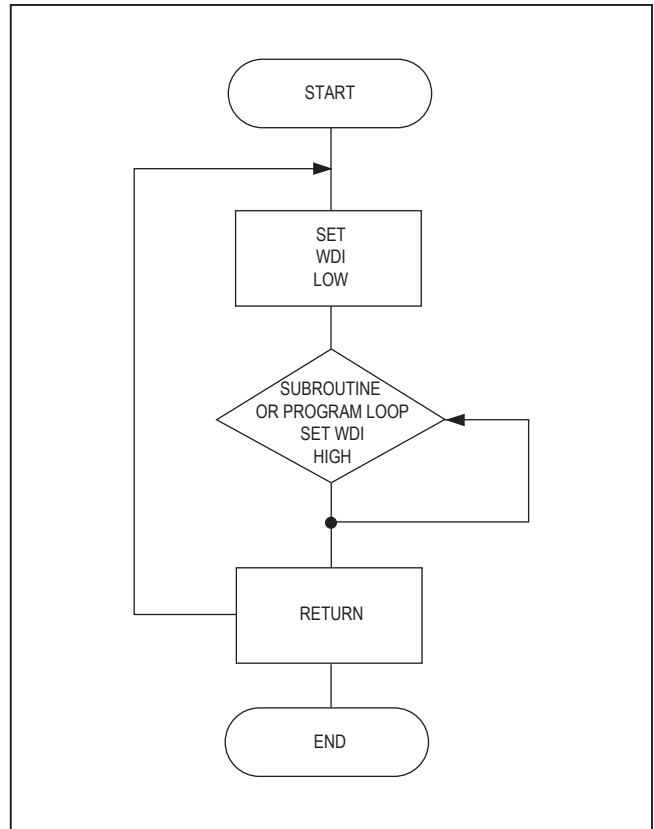 START
SET
WDI
LOW
SUBROUTINE
OR PROGRAM LOOP
SET WDI
HIGH
RETURN
END